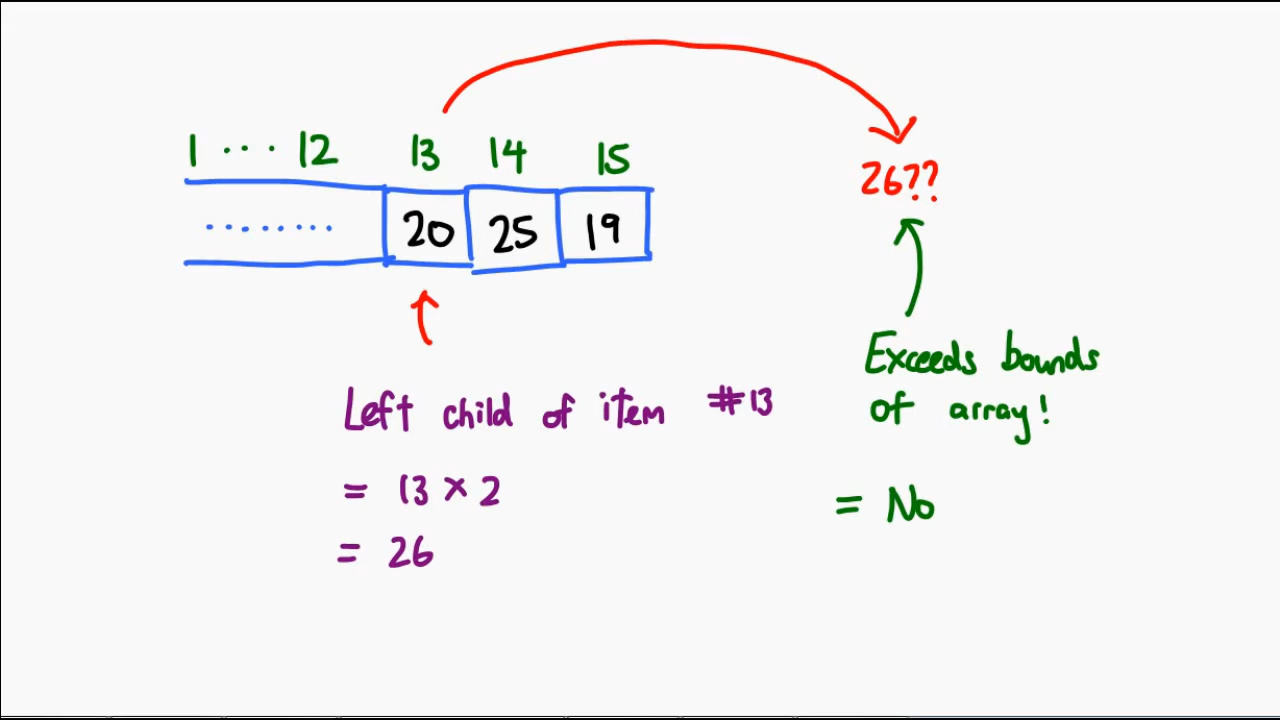 1 ... 12 13 14 15
........ 20 25 19
26??
Left child of item #13
= 13 × 2
= 26
Exceeds bounds
of array!
= No